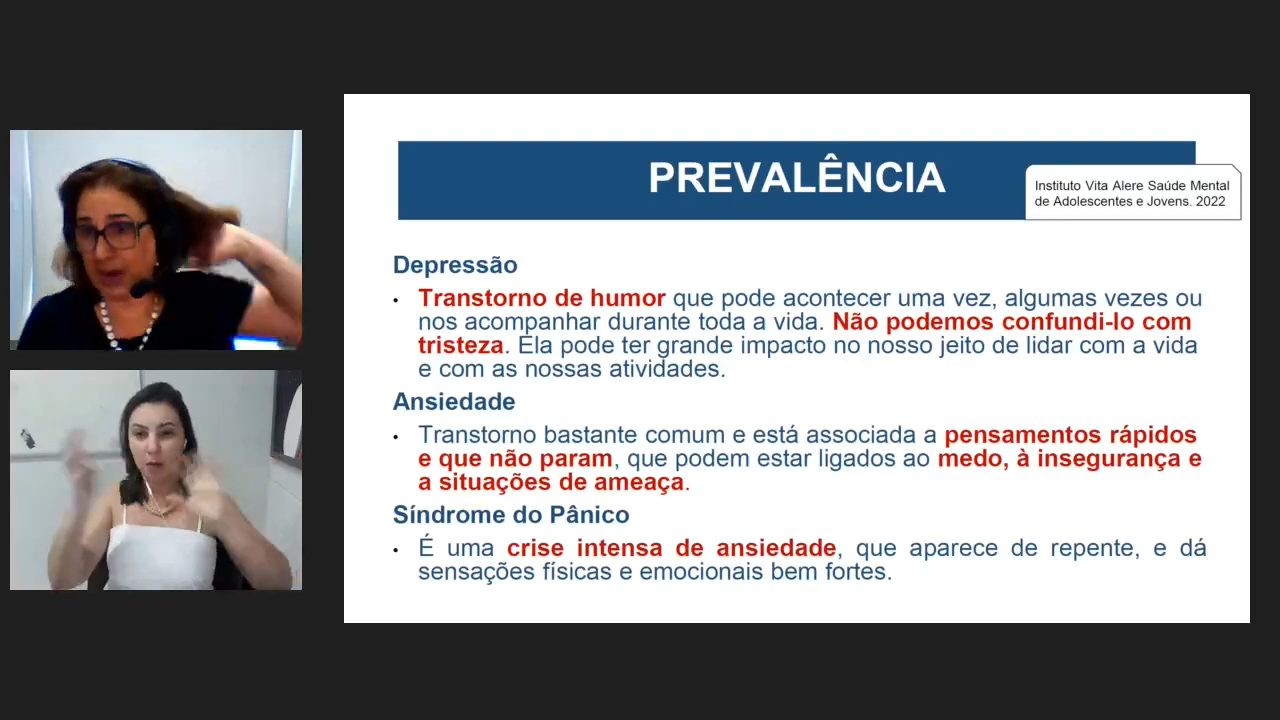 PREVALÊNCIA
Instituto Vita Alere Saúde Mental
de Adolescentes e Jovens. 2022
Depressão
• Transtorno de humor que pode acontecer uma vez, algumas vezes ou
nos acompanhar durante toda a vida. Não podemos confundi-lo com
tristeza. Ela pode ter grande impacto no nosso jeito de lidar com a vida
e com as nossas atividades.
Ansiedade
• Transtorno bastante comum e está associada a pensamentos rápidos
e que não param, que podem estar ligados ao medo, à insegurança e
a situações de ameaça.
Síndrome do Pânico
• É uma crise intensa de ansiedade, que aparece de repente, e dá
sensações físicas e emocionais bem fortes.